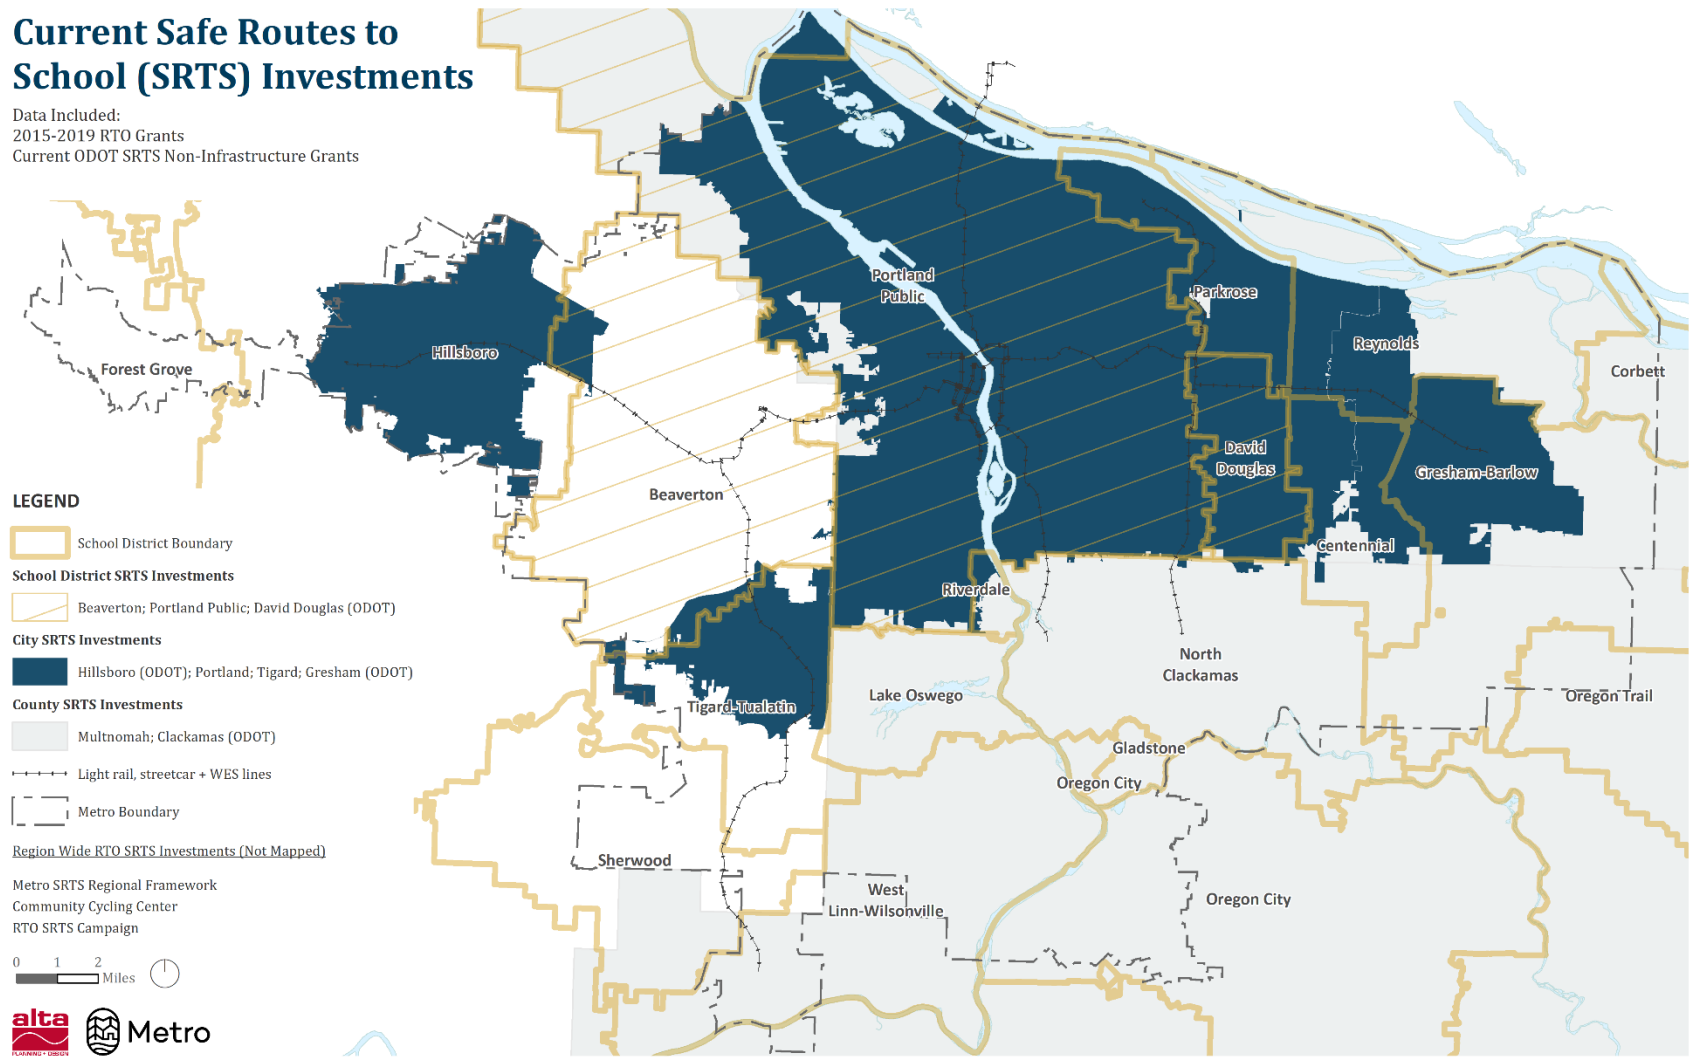 Current Safe Routes to
School (SRTS) Investments
Data Included:
2015-2019 RTO Grants
Current ODOT SRTS Non-Infrastructure Grants
Portland
Public
Parkrose
Hillsboro
Forest Grove
Reynolds
Corbett
David
Douglas
Gresham-Barlow
Beaverton
Centennial
Riverdale
North
Clackamas
Lake Oswego
Oregon Trail
Tigard-Tualatin
Gladstone
Oregon City
Sherwood
West
Linn-Wilsonville
Oregon City
LEGEND
School District Boundary
School District SRTS Investments
Beaverton; Portland Public; David Douglas (ODOT)
City SRTS Investments
Hillsboro (ODOT); Portland; Tigard; Gresham (ODOT)
County SRTS Investments
Multnomah; Clackamas (ODOT)
Light rail, streetcar + WES lines
Metro Boundary
Region Wide RTO SRTS Investments (Not Mapped)
Metro SRTS Regional Framework
Community Cycling Center
RTO SRTS Campaign
0 1 2
Miles
alta
PLANNING + DESIGN
Metro